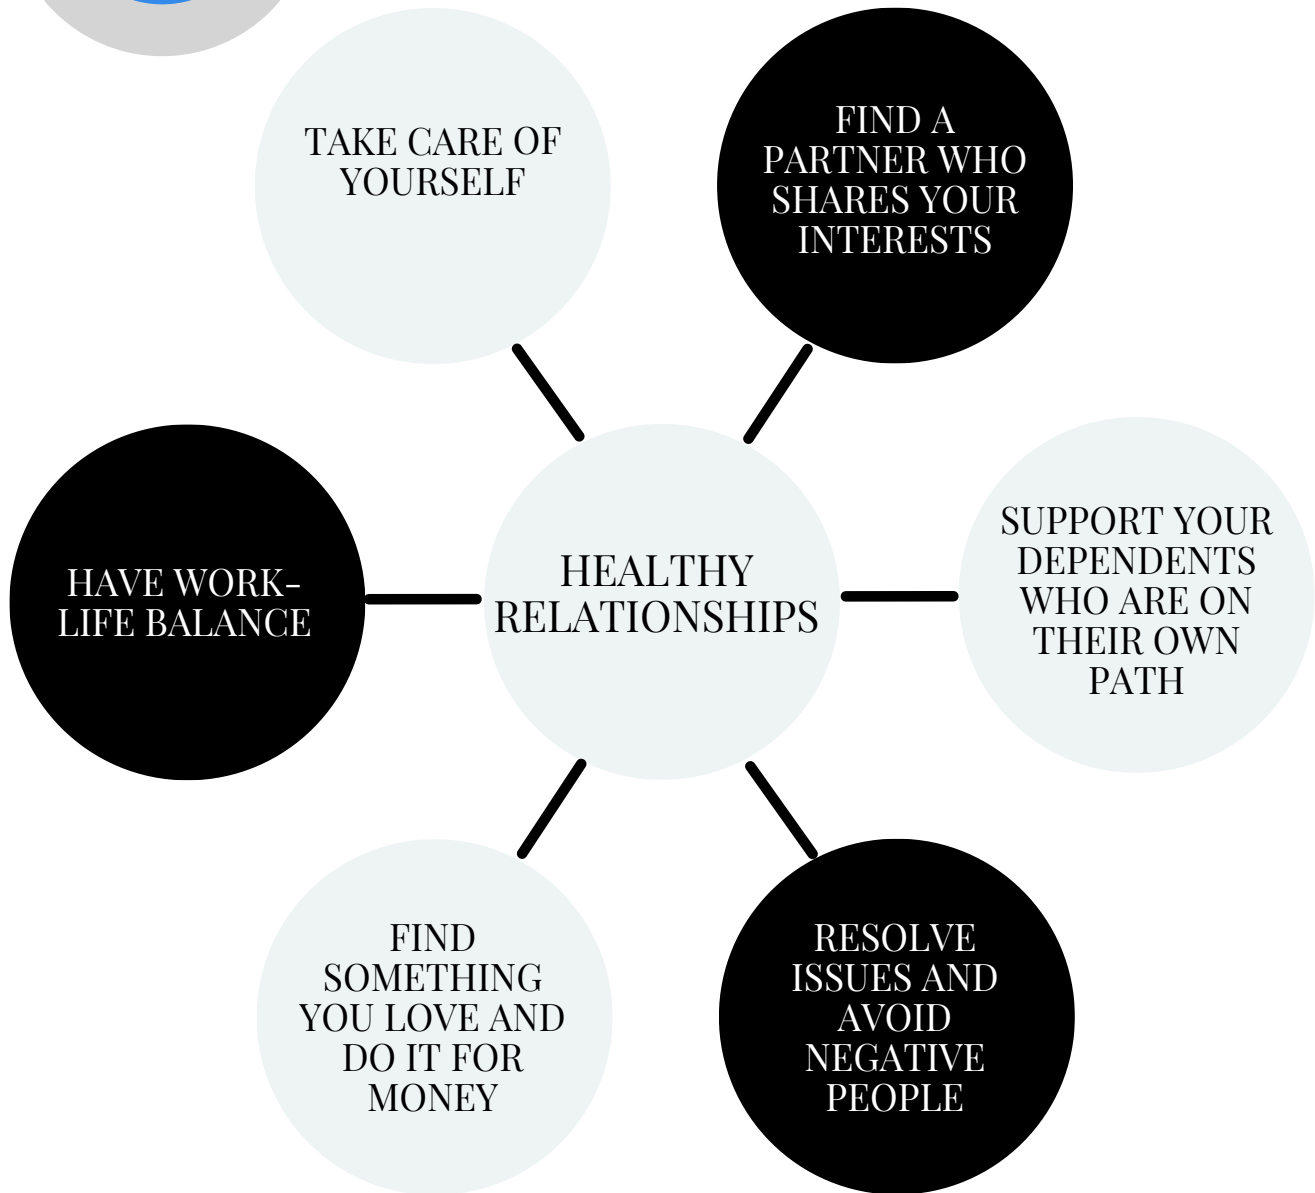 TAKE CARE OF
YOURSELF
FIND A
PARTNER WHO
SHARES YOUR
INTERESTS
HAVE WORK-
LIFE BALANCE
HEALTHY
RELATIONSHIPS
SUPPORT YOUR
DEPENDENTS
WHO ARE ON
THEIR OWN
PATH
FIND
SOMETHING
YOU LOVE AND
DO IT FOR
MONEY
RESOLVE
ISSUES AND
AVOID
NEGATIVE
PEOPLE